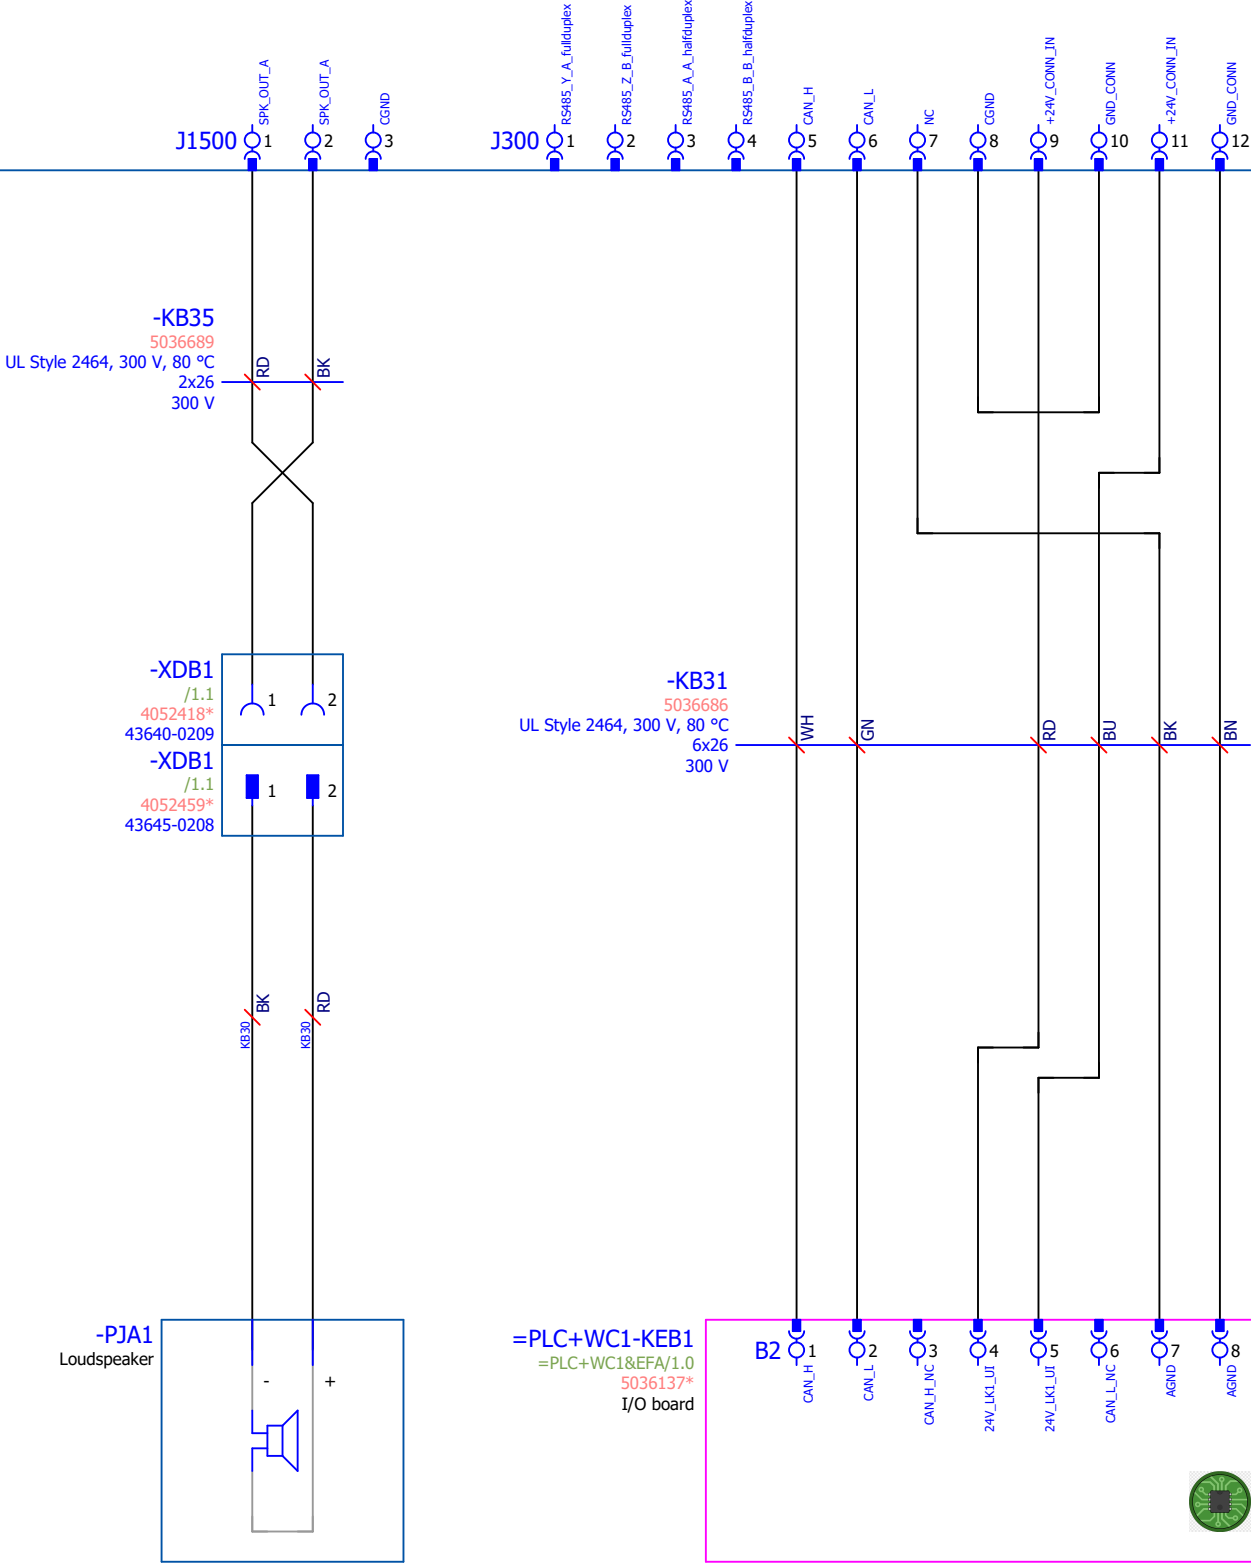 SPK_OUT_A
SPK_OUT_A
CGND
RS485_Y_A_fullduplex
RS485_Z_B_fullduplex
RS485_A_A_halfduplex
RS485_B_B_halfduplex
CAN_H
CAN_L
NC
CGND
+24V_CONN_IN
GND_CONN
+24V_CONN_IN
GND_CONN
J1500 1 2 3 J300 1 2 3 4 5 6 7 8 9 10 11 12
-KB35
5036689
UL Style 2464, 300 V, 80 °C
2x26
300 V
RD
BK
-XDB1
/1.1
4052418*
43640-0209
1 2
-XDB1
/1.1
4052459*
43645-0208
1 2
-KB31
5036686
UL Style 2464, 300 V, 80 °C
6x26
300 V
WH
GN
RD
BU
BK
BN
BK
RD
KB30
KB30
-PJA1
Loudspeaker
- +
=PLC+WC1-KEB1
=PLC+WC1&EFA/1.0
5036137*
I/O board
B2 1 2 3 4 5 6 7 8
CAN_H
CAN_L
CAN_H_NC
24V_LK1_UI
24V_LK1_UI
CAN_L_NC
AGND
AGND